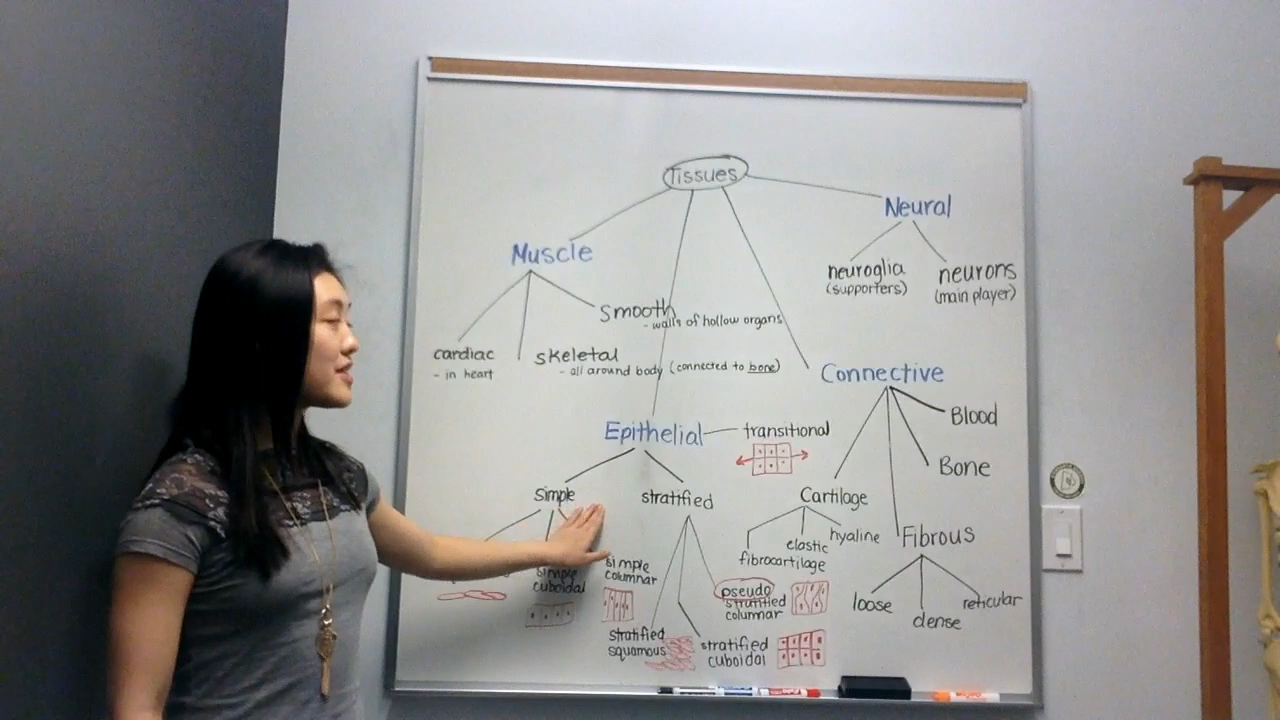 Tissues
Neural
neuroglia
(supporters)
neurons
(main player)
Muscle
Smooth
- walls of hollow organs
cardiac
- in heart
skeletal
- all around body (connected to bone)
Connective
Blood
Bone
Cartilage
hyaline
elastic
fibrocartilage
Fibrous
loose
dense
reticular
Epithelial
transitional
simple
stratified
simple
cuboidal
simple
columnar
pseudo
stratified
columnar
stratified
squamous
stratified
cuboidal